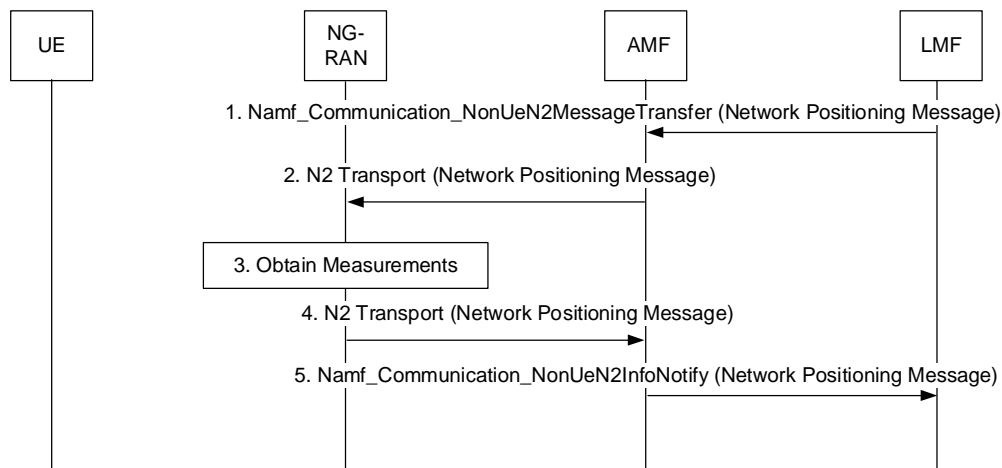 UE
NG-
RAN
AMF
LMF
1. Namf_Communication_NonUeN2MessageTransfer (Network Positioning Message)
2. N2 Transport (Network Positioning Message)
3. Obtain Measurements
4. N2 Transport (Network Positioning Message)
5. Namf_Communication_NonUeN2InfoNotify (Network Positioning Message)